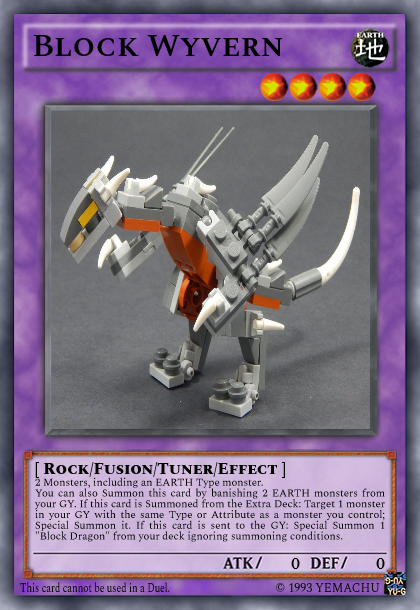 BLOCK WYVERN
EARTH
地
[ ROCK/FUSION/TUNER/EFFECT ]
2 Monsters, including an EARTH Type monster.
You can also Summon this card by banishing 2 EARTH monsters from
your GY. If this card is Summoned from the Extra Deck: Target 1 monster
in your GY with the same Type or Attribute as a monster you control;
Special Summon it. If this card is sent to the GY: Special Summon 1
"Block Dragon" from your deck ignoring summoning conditions.
ATK/ 0 DEF/ 0
This card cannot be used in a Duel. © 1993 YEMACHU